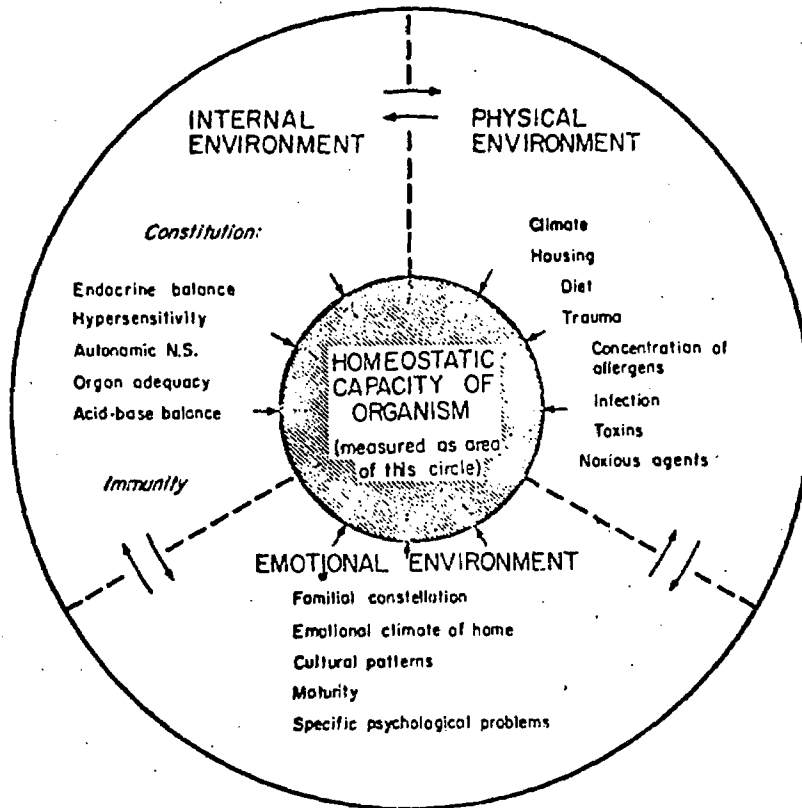 INTERNAL
ENVIRONMENT
Constitution:
Endocrine balance
Hypersensitivity
Autonamic N.S.
Organ adequacy
Acid-base balance
Immunity
PHYSICAL
ENVIRONMENT
Climate
Housing
Diet
Trauma
Concentration of
allergens
Infection
Toxins
Noxious agents
HOMEOSTATIC
CAPACITY OF
ORGANISM
(measured as area
of this circle)
EMOTIONAL ENVIRONMENT
Familial constellation
Emotional climate of home
Cultural patterns
Maturity
Specific psychological problems